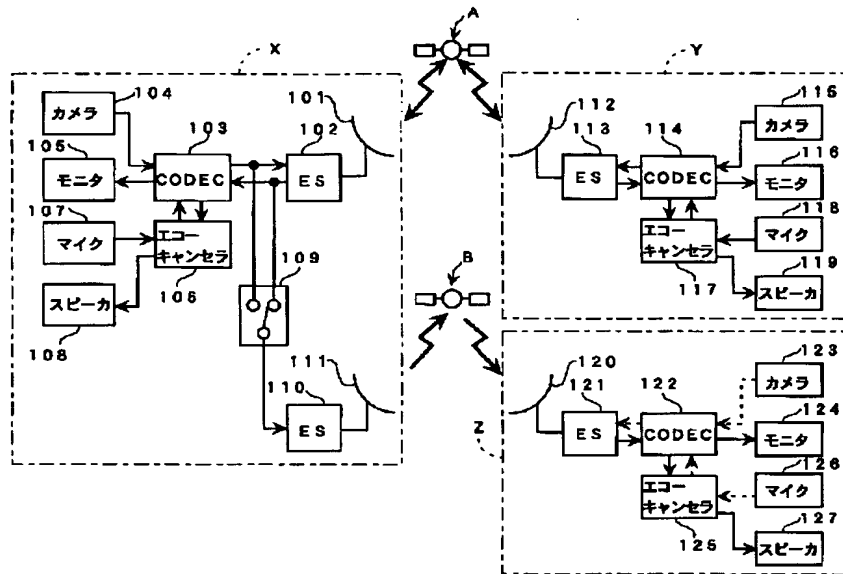 A
X
Y
104
カメラ
103
101
102
105
モニタ
CODEC
ES
107
マイク
エコー
キャンセラ
109
106
スピーカ
108
111
110
ES
112
113
114
115
カメラ
116
ES
CODEC
モニタ
118
エコー
キャンセラ
マイク
119
117
スピーカ
B
120
121
122
123
カメラ
124
Z
ES
CODEC
モニタ
126
エコー
キャンセラ
マイク
127
125
スピーカ